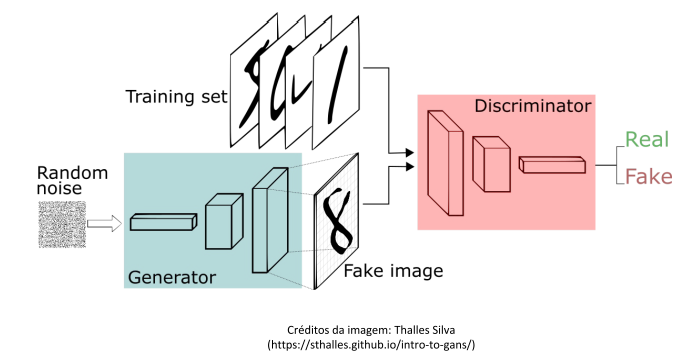 Training set
Discriminator
Real
Fake
Random
noise
Generator
Fake image
Créditos da imagem: Thalles Silva
(https://sthalles.github.io/intro-to-gans/)